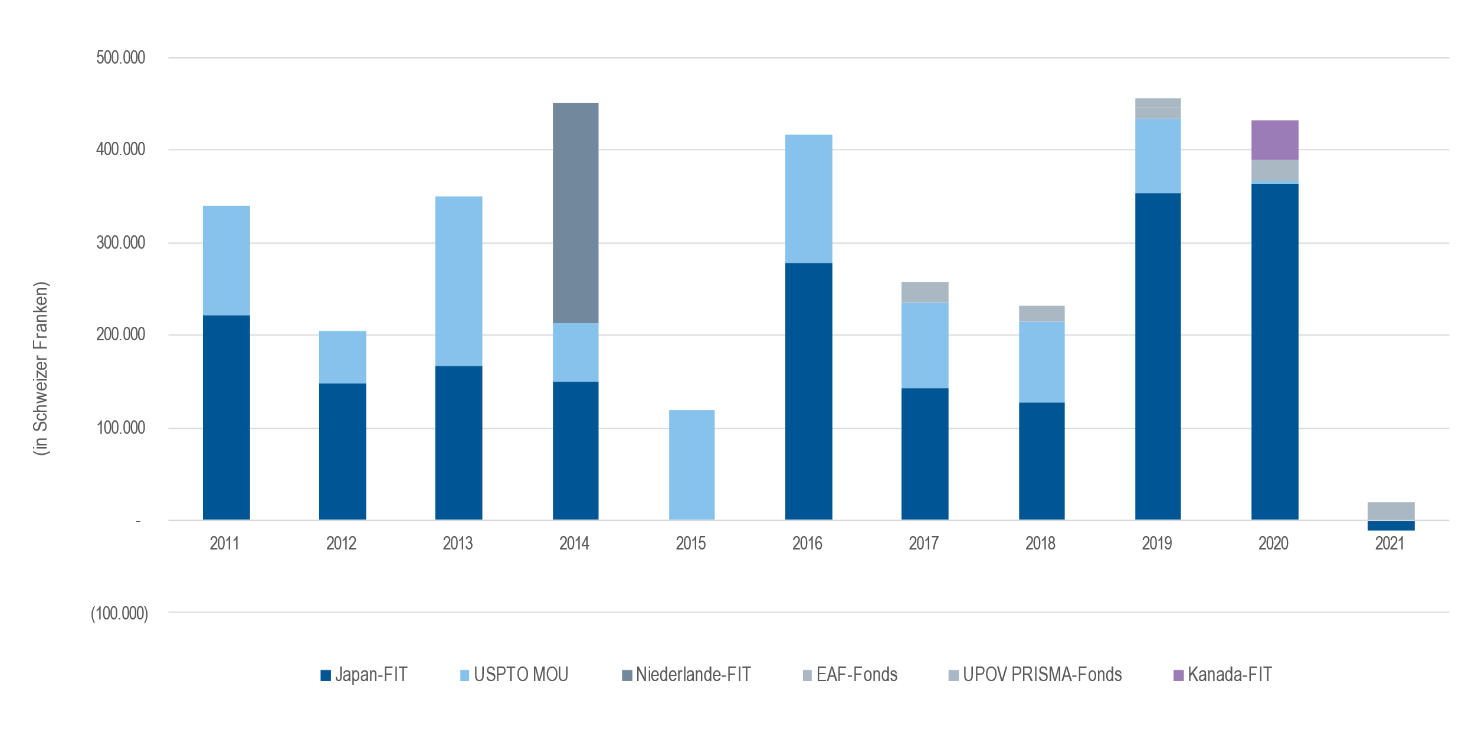 500.000
400.000
300.000
200.000
100.000
-
(100.000)
(in Schweizer Franken)
2011 2012 2013 2014 2015 2016 2017 2018 2019 2020 2021
Japan-FIT USPTO MOU Niederlande-FIT EAF-Fonds UPOV PRISMA-Fonds Kanada-FIT